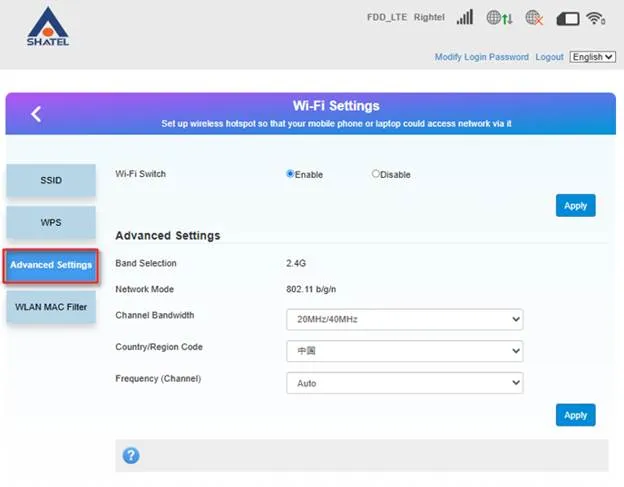 SHATEL
FDD_LTE Rightel
Modify Login Password Logout English
Wi-Fi Settings
Set up wireless hotspot so that your mobile phone or laptop could access network via it
SSID
WPS
Advanced Settings
WLAN MAC Filter
Wi-Fi Switch Enable Disable
Apply
Advanced Settings
Band Selection 2.4G
Network Mode 802.11 b/g/n
Channel Bandwidth 20MHz/40MHz
Country/Region Code 中国
Frequency (Channel) Auto
Apply
?